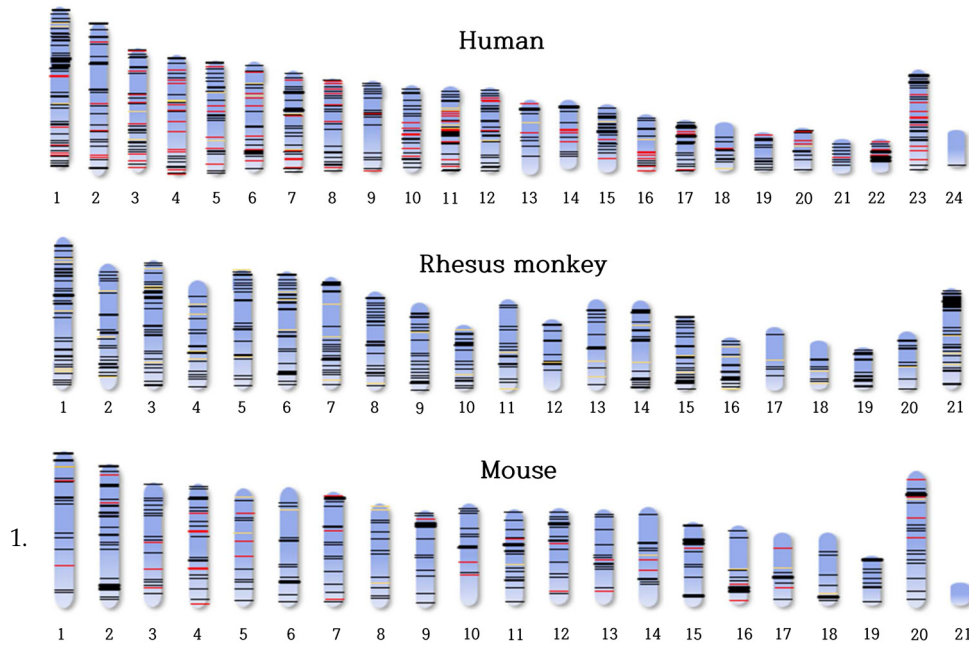 Human
1 2 3 4 5 6 7 8 9 10 11 12 13 14 15 16 17 18 19 20 21 22 23 24
Rhesus monkey
1 2 3 4 5 6 7 8 9 10 11 12 13 14 15 16 17 18 19 20 21
Mouse
1.
1 2 3 4 5 6 7 8 9 10 11 12 13 14 15 16 17 18 19 20 21